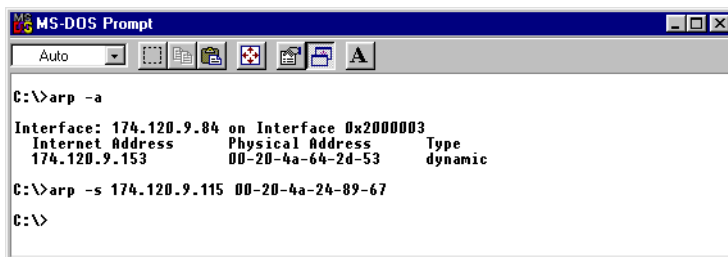 MS-DOS Prompt
Auto
A
C:\>arp -a
Interface: 174.120.9.84 on Interface 0x2000003
Internet Address Physical Address Type
174.120.9.153 00-20-4a-64-2d-53 dynamic
C:\>arp -s 174.120.9.115 00-20-4a-24-89-67
C:\>